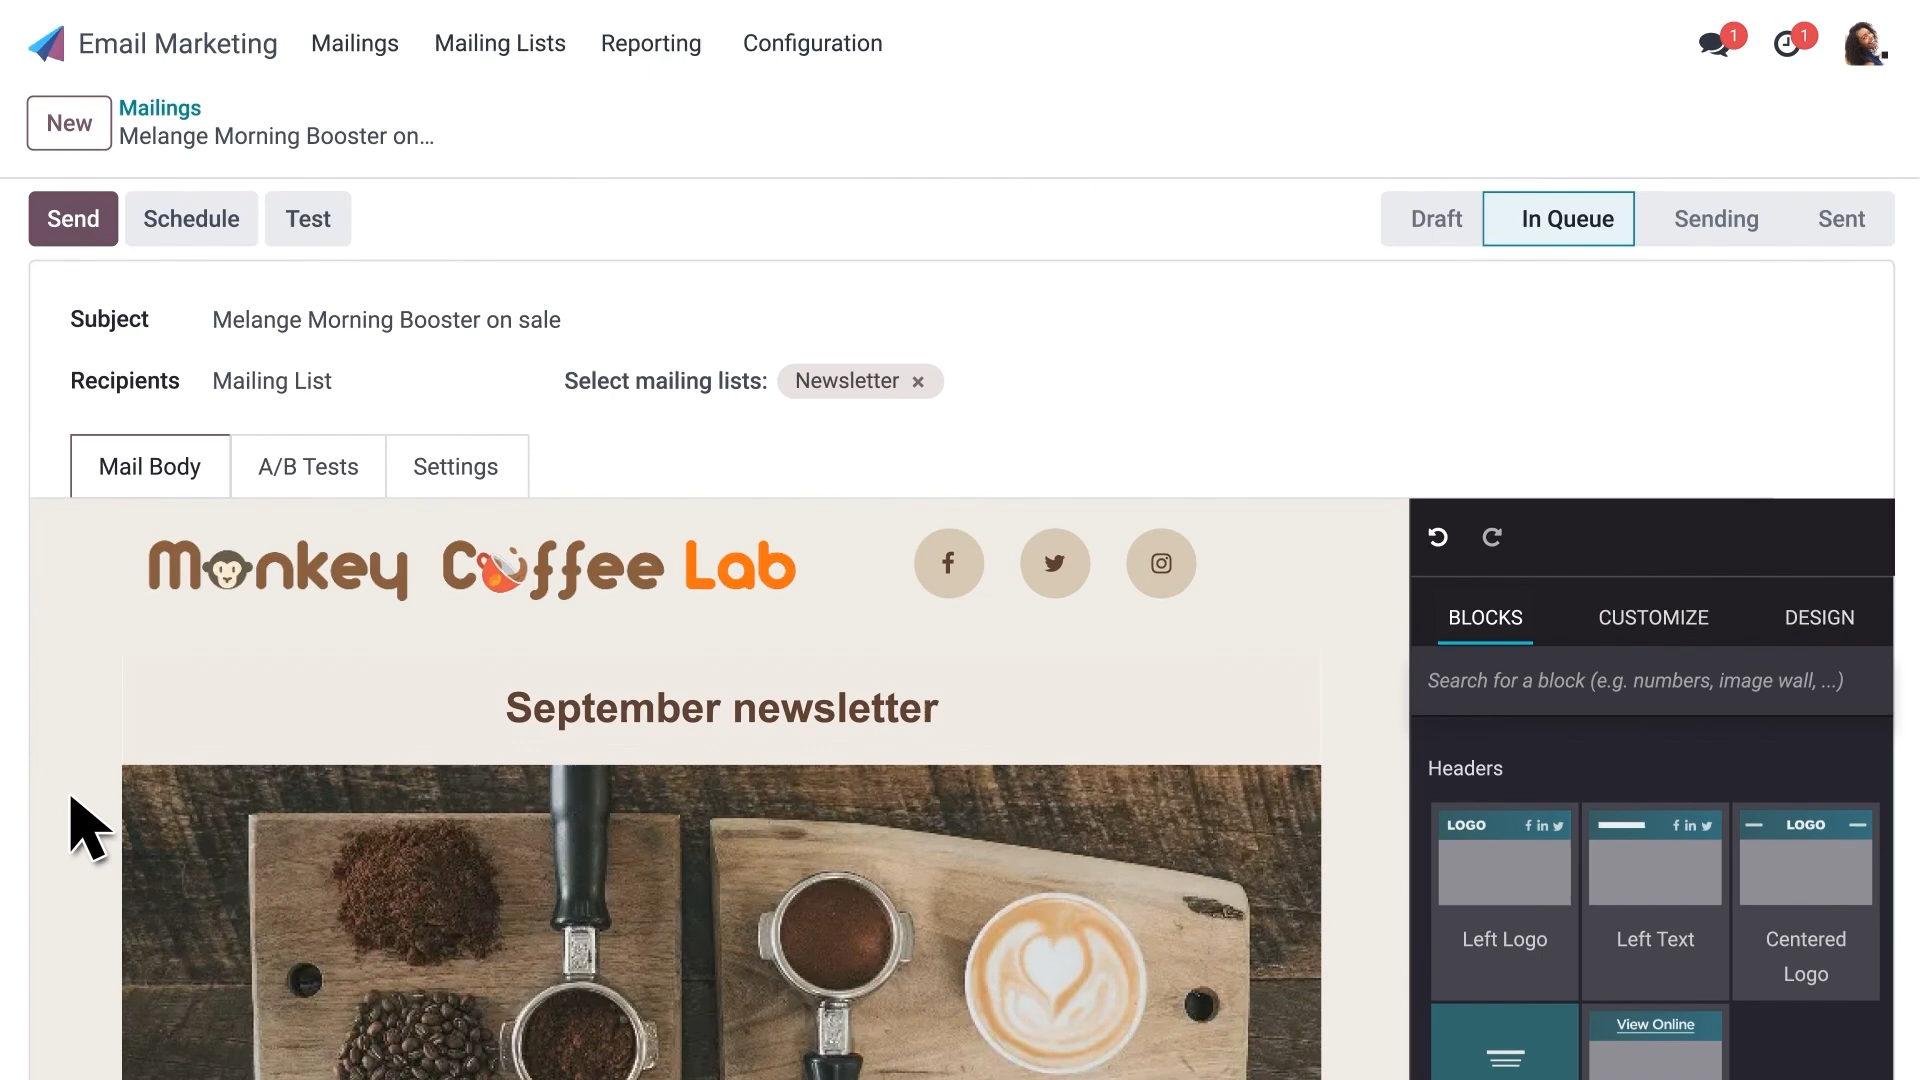 Email Marketing Mailings Mailing Lists Reporting Configuration 1 1
New Mailings
Melange Morning Booster on...
Send Schedule Test Draft In Queue Sending Sent
Subject Melange Morning Booster on sale
Recipients Mailing List Select mailing lists: Newsletter ×
Mail Body A/B Tests Settings
Monkey Coffee Lab
BLOCKS CUSTOMIZE DESIGN
Search for a block (e.g. numbers, image wall, ...)
September newsletter
Headers
LOGO f in LOGO
f in
Left Logo Left Text Centered
Logo
View Online